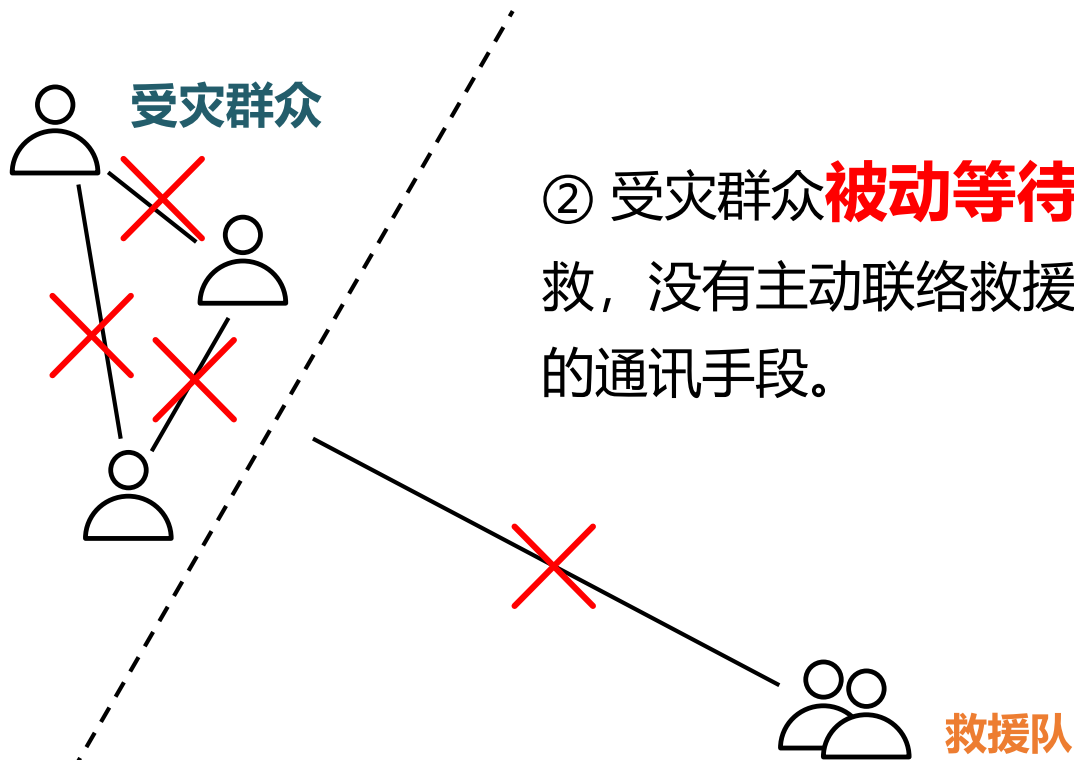 受灾群众
② 受灾群众被动等待
救，没有主动联络救援
的通讯手段。
救援队